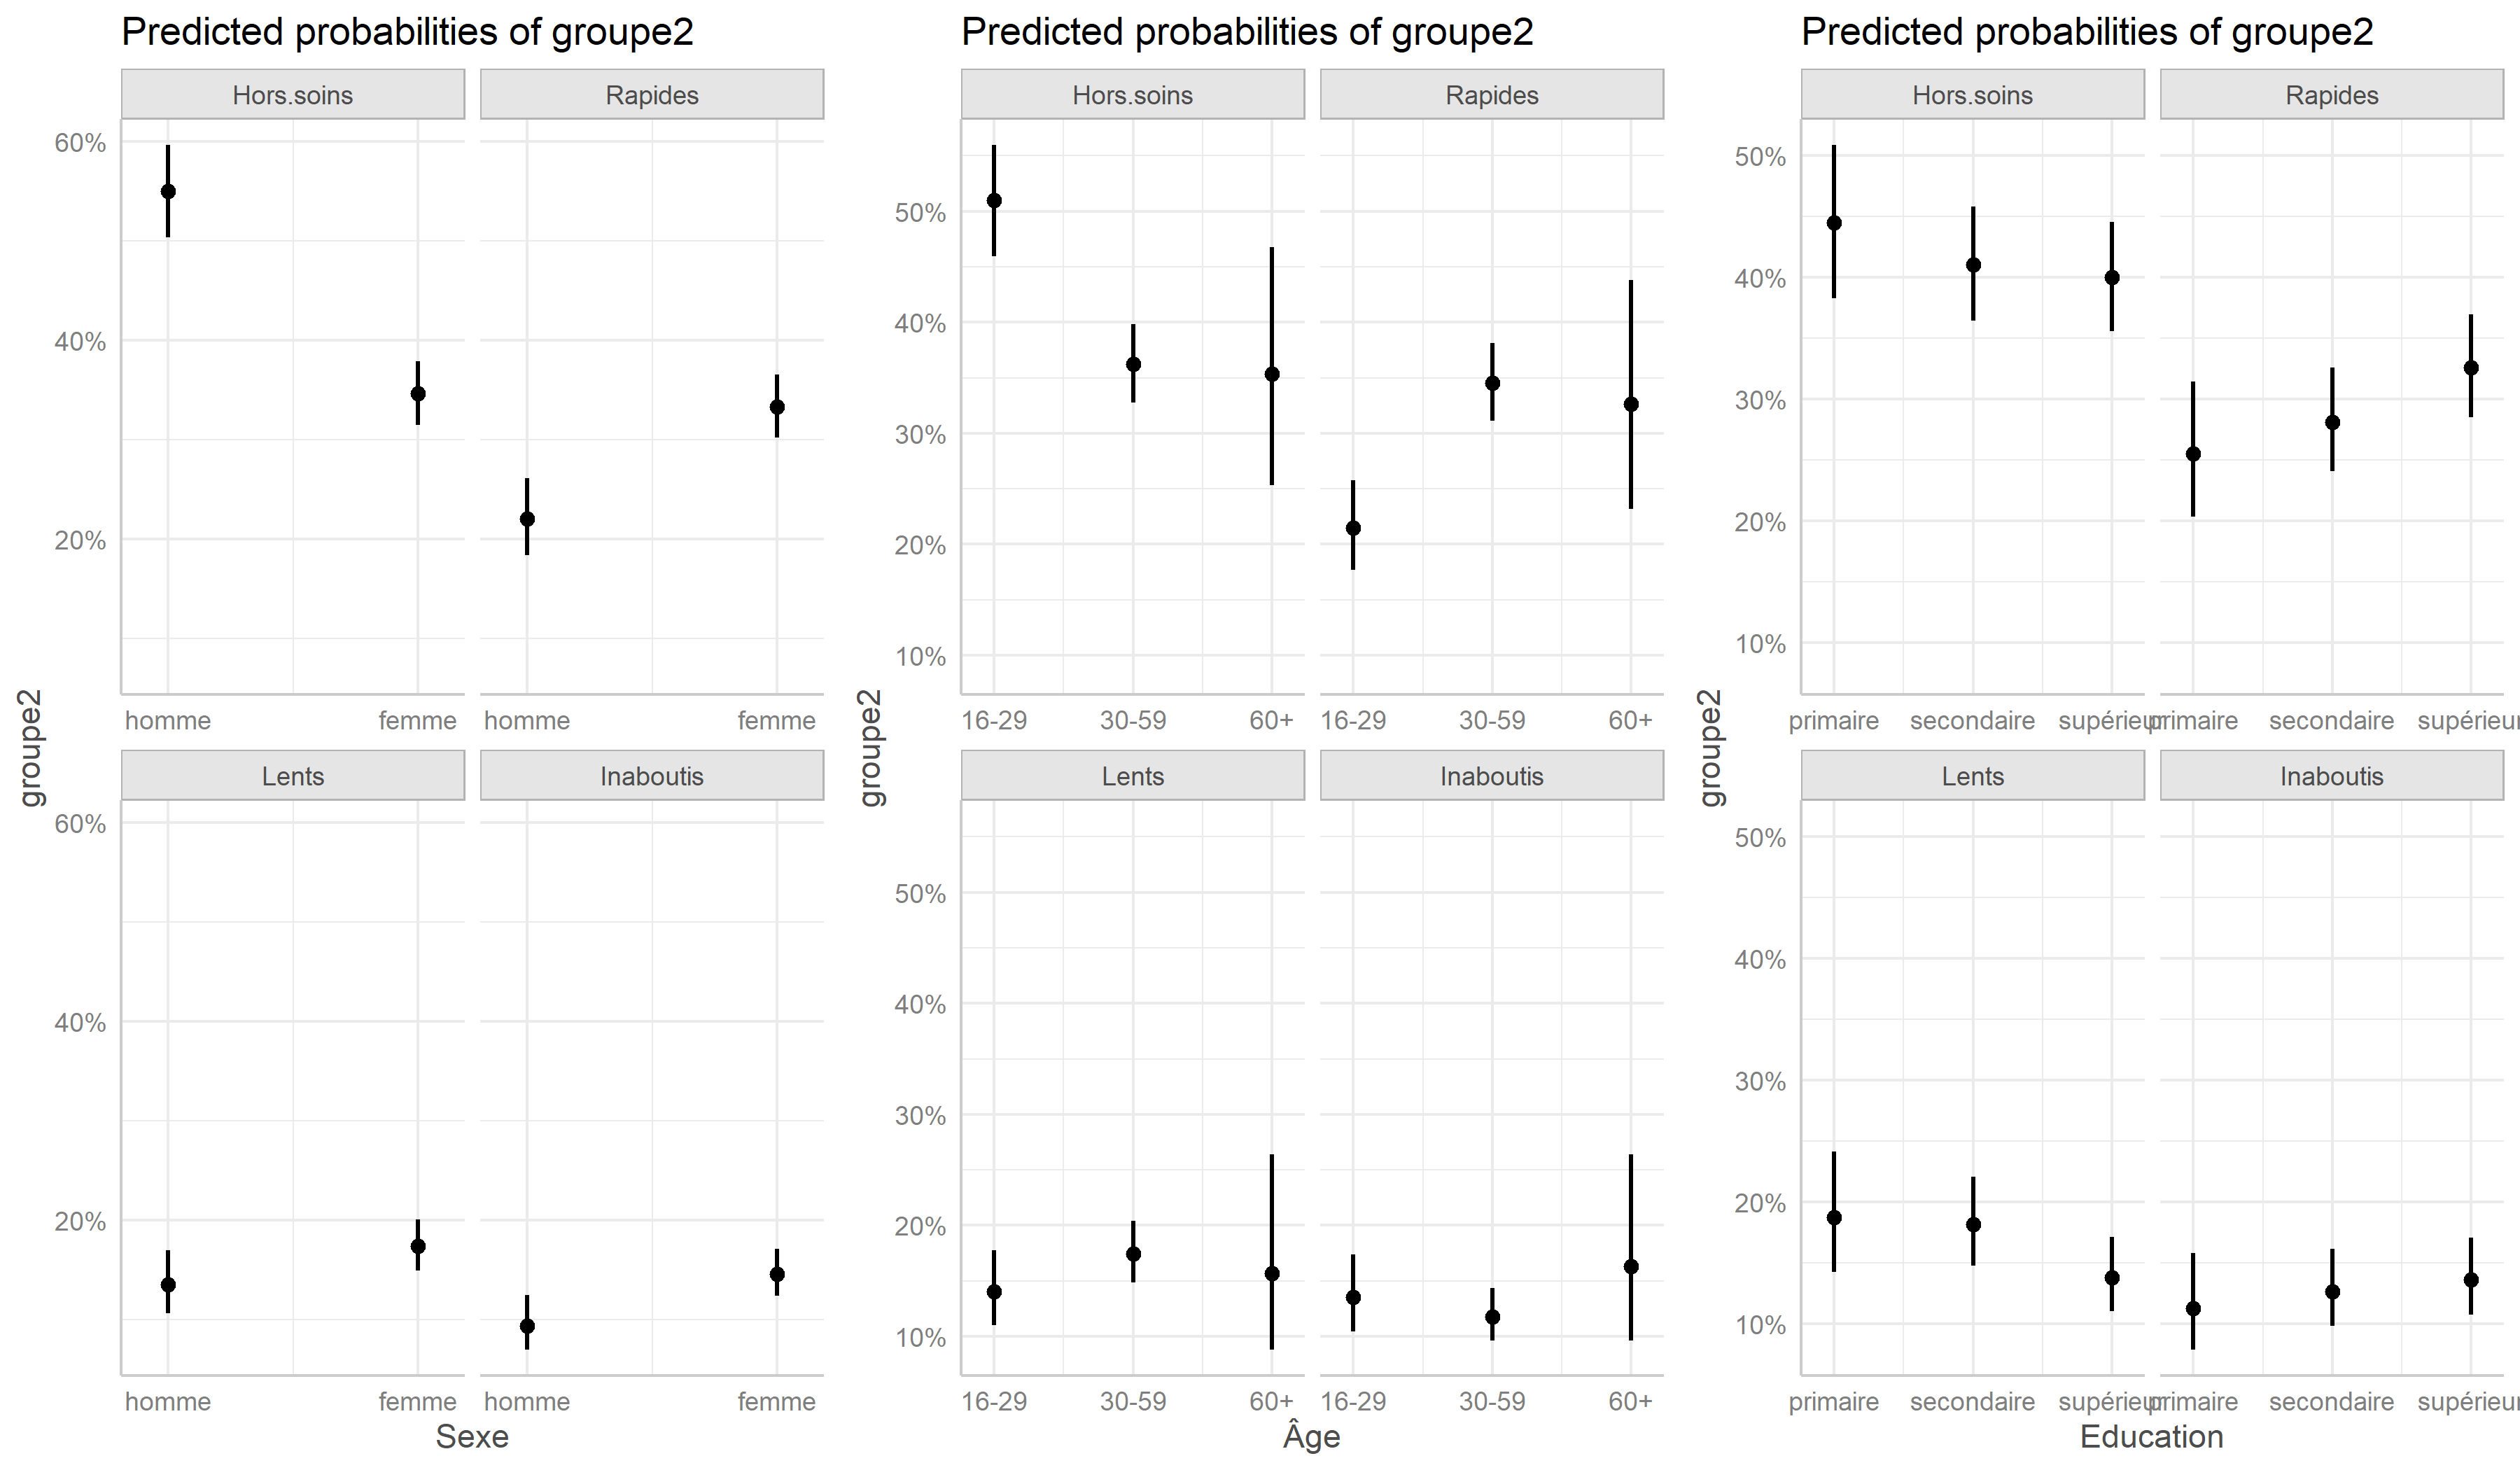 Predicted probabilities of groupe2
Hors.soins
Rapides
60%
40%
20%
homme
femme
homme
femme
Lents
Inaboutis
60%
40%
20%
homme
femme
homme
femme
groupe2
Sexe
Predicted probabilities of groupe2
Hors.soins
Rapides
50%
40%
30%
20%
10%
16-29
30-59
60+
16-29
30-59
60+
Lents
Inaboutis
50%
40%
30%
20%
10%
16-29
30-59
60+
16-29
30-59
60+
groupe2
Âge
Predicted probabilities of groupe2
Hors.soins
Rapides
50%
40%
30%
20%
10%
primaire
secondaire
supérieur
primaire
secondaire
supérieur
Lents
Inaboutis
50%
40%
30%
20%
10%
primaire
secondaire
supérieur
primaire
secondaire
supérieur
groupe2
Education